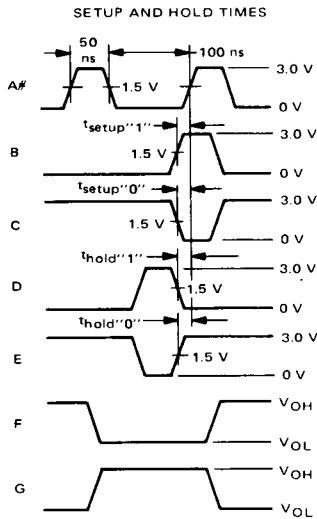 SETUP AND HOLD TIMES
50 ns
100 ns
3.0 V
A#
1.5 V
0 V
tsetup"1"
3.0 V
1.5 V
B
0 V
tsetup"0"
3.0 V
1.5 V
C
0 V
thold"1"
3.0 V
D
1.5 V
0 V
thold"0"
3.0 V
1.5 V
E
0 V
VOH
F
VOL
VOH
G
VOL